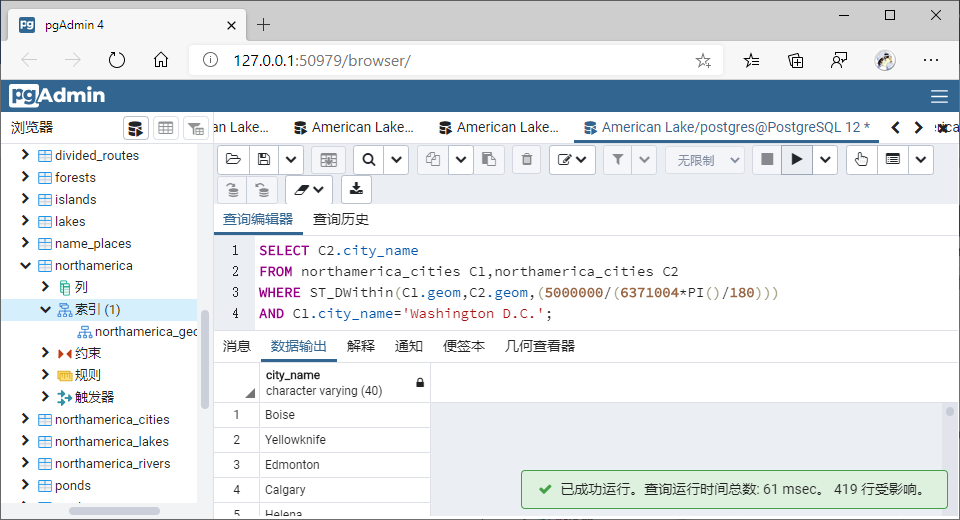 pgAdmin 4
127.0.0.1:50979/browser/
pgAdmin
浏览器
an Lake…
American Lake…
American Lake…
American Lake/postgres@PostgreSQL 12 *
无限制
查询编辑器 查询历史
divided_routes
forests
islands
lakes
name_places
northamerica
列
索引 (1)
northamerica_geo
约束
规则
触发器
northamerica_cities
northamerica_lakes
northamerica_rivers
ponds
1 SELECT C2.city_name
2 FROM northamerica_cities C1,northamerica_cities C2
3 WHERE ST_DWithin(C1.geom,C2.geom,(5000000/(6371004*PI()/180)))
4 AND C1.city_name='Washington D.C.';
消息 数据输出 解释 通知 便签本 几何查看器
city_name
character varying (40)
1 Boise
2 Yellowknife
3 Edmonton
4 Calgary
5 Helena
已成功运行。查询运行时间总数: 61 msec。 419 行受影响。